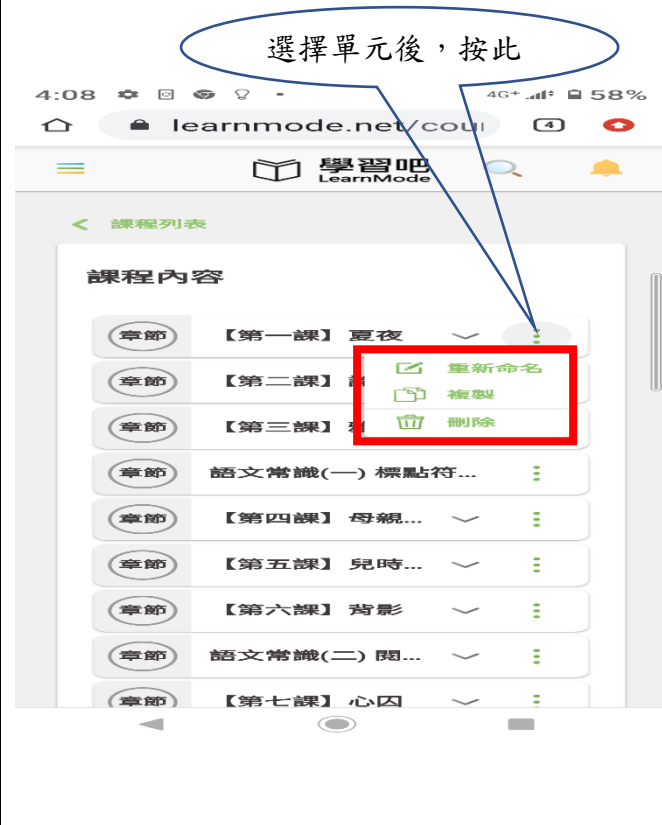 選擇單元後，按此
4:08
4G+
58%
learnmode.net/cour
4
學習吧
LearnMode
課程列表
課程內容
章節 【第一課】夏夜
重新命名
複製
刪除
章節 【第二課】
章節 【第三課】
章節 語文常識(一) 標點符...
章節 【第四課】母親...
章節 【第五課】兒時...
章節 【第六課】背影
章節 語文常識(二) 閱...
章節 【第七課】心囚